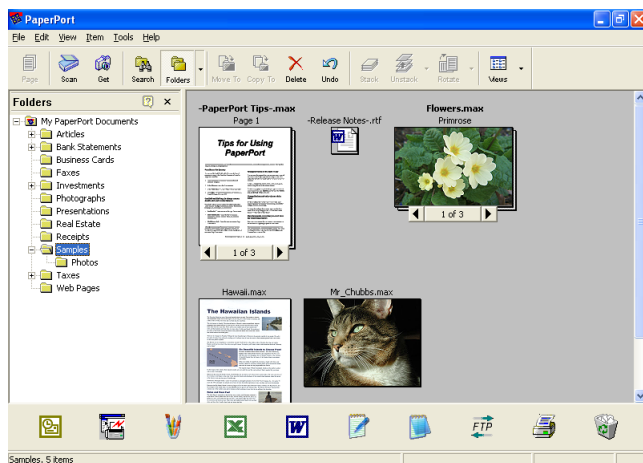 PaperPort
File Edit View Item Tools Help
Page Scan Get Search Folders Move To Copy To Delete Undo Stack Unstack Rotate Views
Folders
My PaperPort Documents
Articles
Bank Statements
Business Cards
Faxes
Investments
Photographs
Presentations
Real Estate
Receipts
Samples
Photos
Taxes
Web Pages
-PaperPort Tips-.max
Page 1
Tips for Using
PaperPort
1 of 3
-Release Notes-.rtf
Flowers.max
Primrose
1 of 3
Hawaii.max
The Hawaiian Islands
Mr_Chubbs.max
FTP
Samples, 5 items